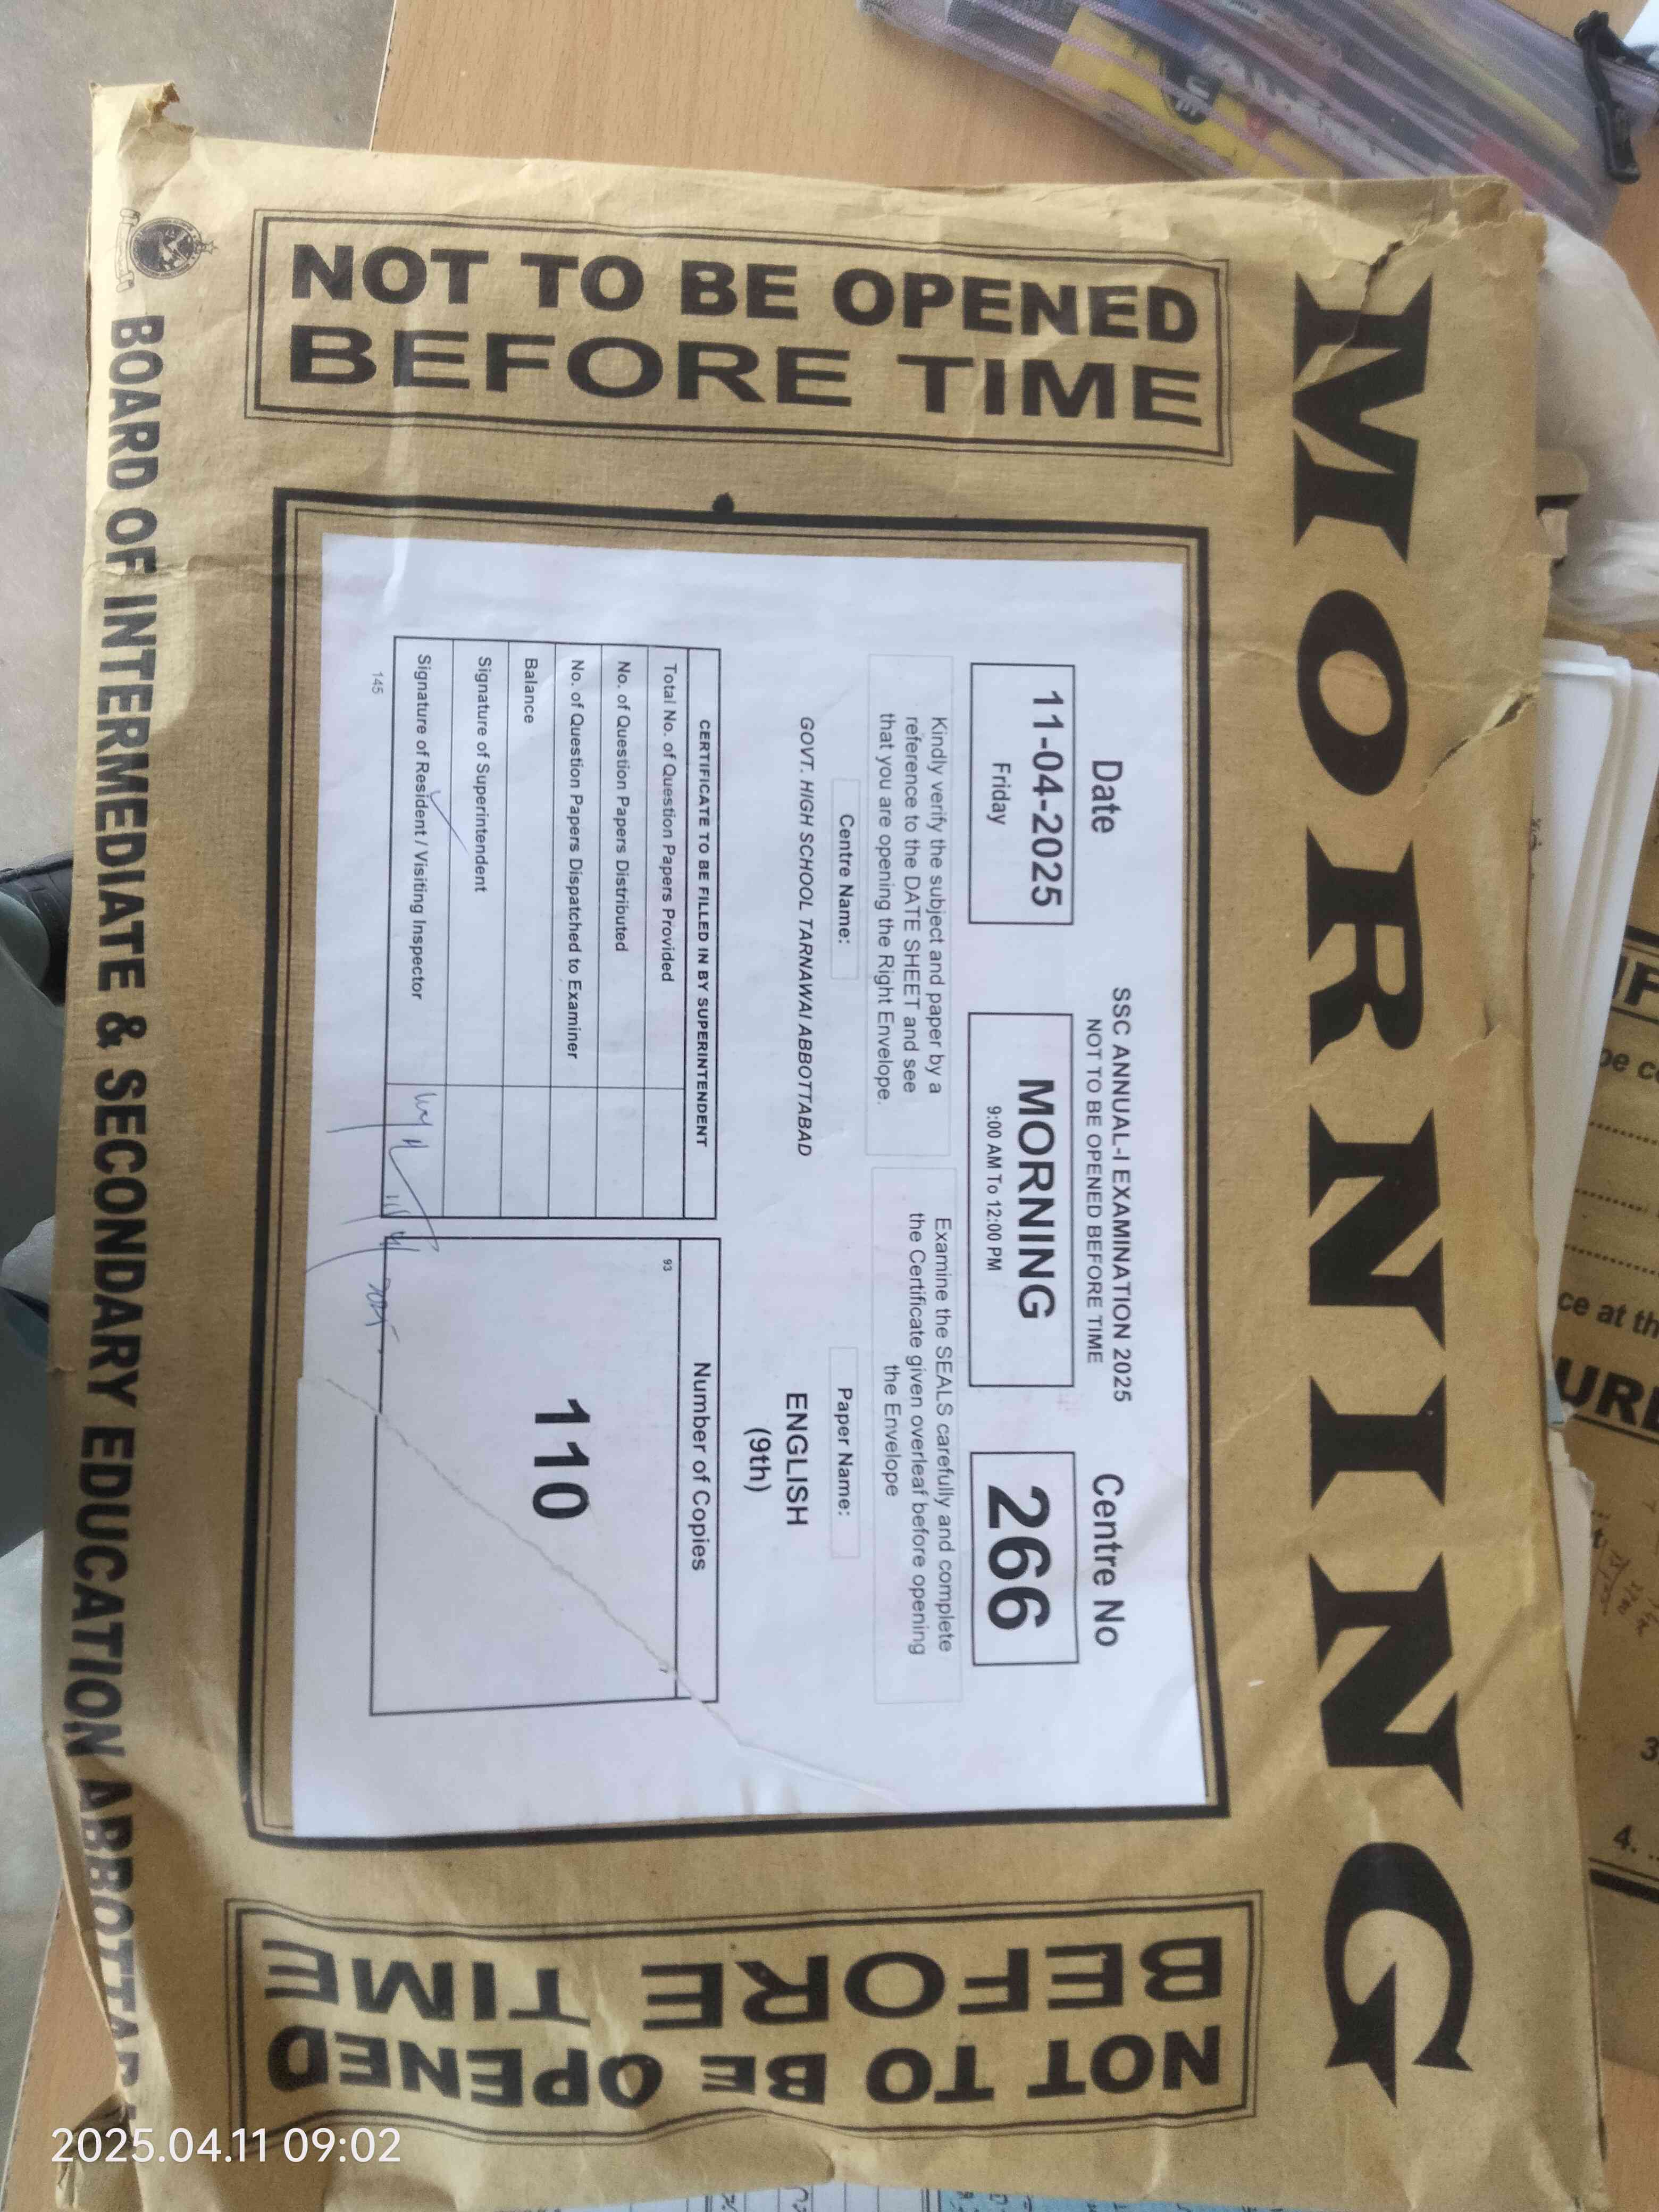 MORNING
NOT TO BE OPENED
BEFORE TIME
SSC ANNUAL-I EXAMINATION 2025
NOT TO BE OPENED BEFORE TIME
Date
Centre No
11-04-2025
Friday
MORNING
9:00 AM To 12:00 PM
266
Kindly verify the subject and paper by a
reference to the DATE SHEET and see
that you are opening the Right Envelope.
Examine the SEALS carefully and complete
the Certificate given overleaf before opening
the Envelope
Centre Name:
GOVT. HIGH SCHOOL TARNAWAI ABBOTTABAD
Paper Name:
ENGLISH
(9th)
CERTIFICATE TO BE FILLED IN BY SUPERINTENDENT
Total No. of Question Papers Provided
No. of Question Papers Distributed
No. of Question Papers Dispatched to Examiner
Balance
Signature of Superintendent
Signature of Resident / Visiting Inspector
145
Number of Copies
93
110
NOT TO BE OPENED
BEFORE TIME
BOARD OF INTERMEDIATE & SECONDARY EDUCATION ABBOTTABA
ce at th
3
4.
2025.04.11 09:02